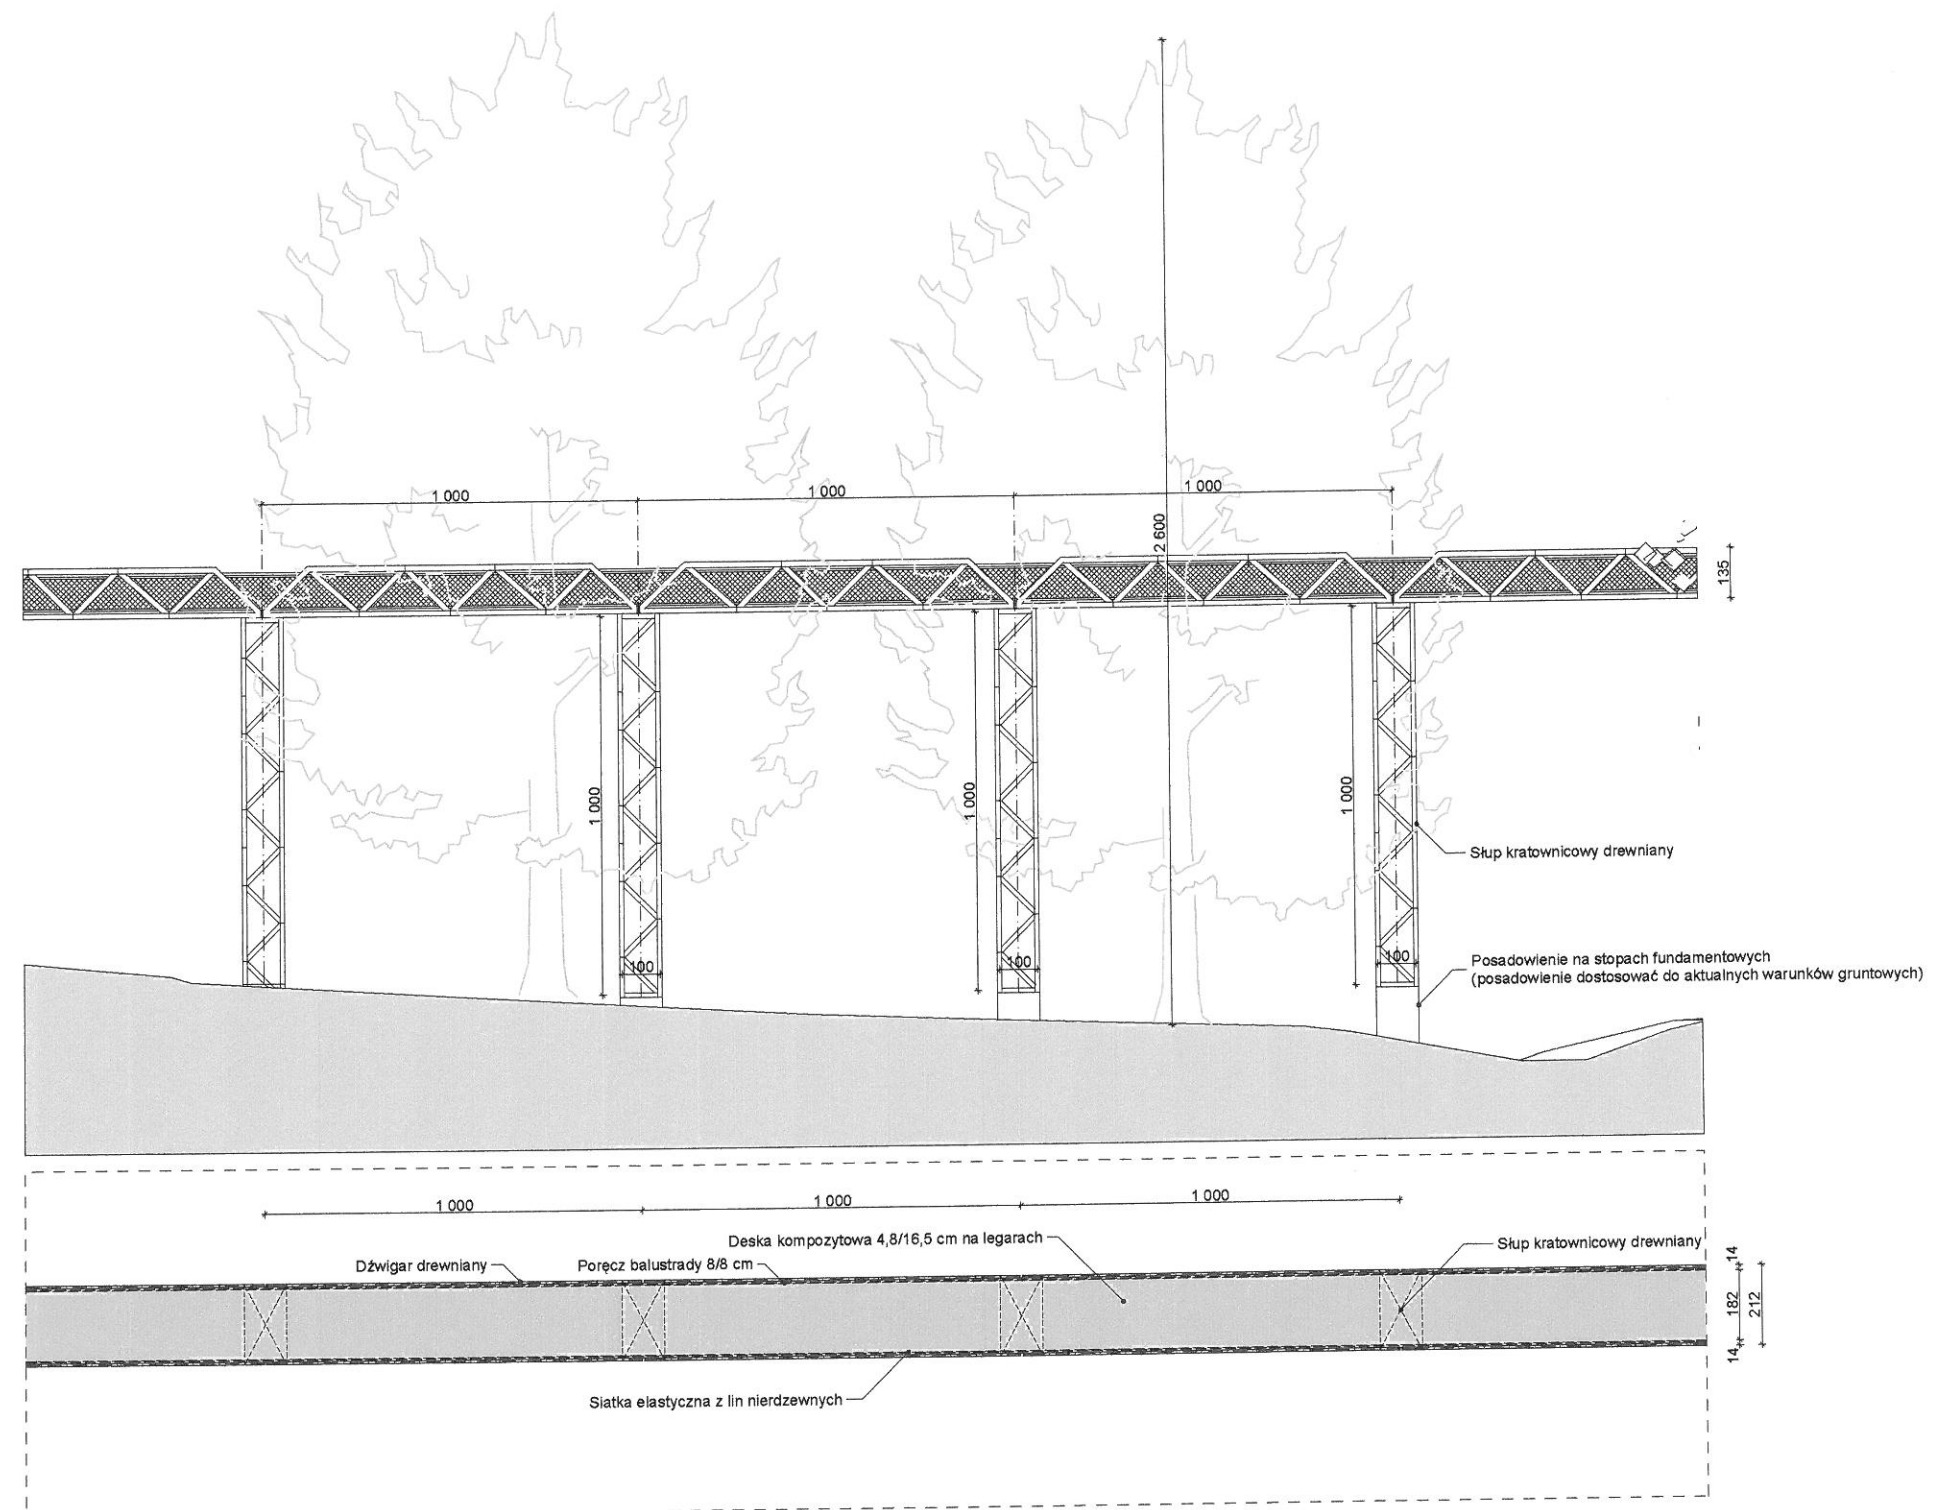 1 000
1 000
1 000
2 600
135
1 000
1 000
1 000
Słup kratownicowy drewniany
100
100
100
Posadowienie na stopach fundamentowych
(posadowienie dostosować do aktualnych warunków gruntowych)
1 000
1 000
1 000
Deska kompozytowa 4,8/16,5 cm na legarach
Słup kratownicowy drewniany
Dźwigar drewniany
Poręcz balustrady 8/8 cm
14
182
212
14
Siatka elastyczna z lin nierdzewnych